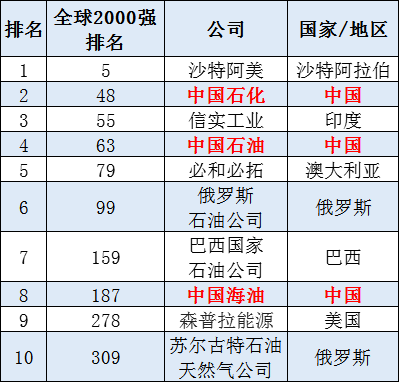 排名 全球2000强排名 公司 国家/地区
1 5 沙特阿美 沙特阿拉伯
2 48 中国石化 中国
3 55 信实工业 印度
4 63 中国石油 中国
5 79 必和必拓 澳大利亚
6 99 俄罗斯石油公司 俄罗斯
7 159 巴西国家石油公司 巴西
8 187 中国海油 中国
9 278 森普拉能源 美国
10 309 苏尔古特石油天然气公司 俄罗斯